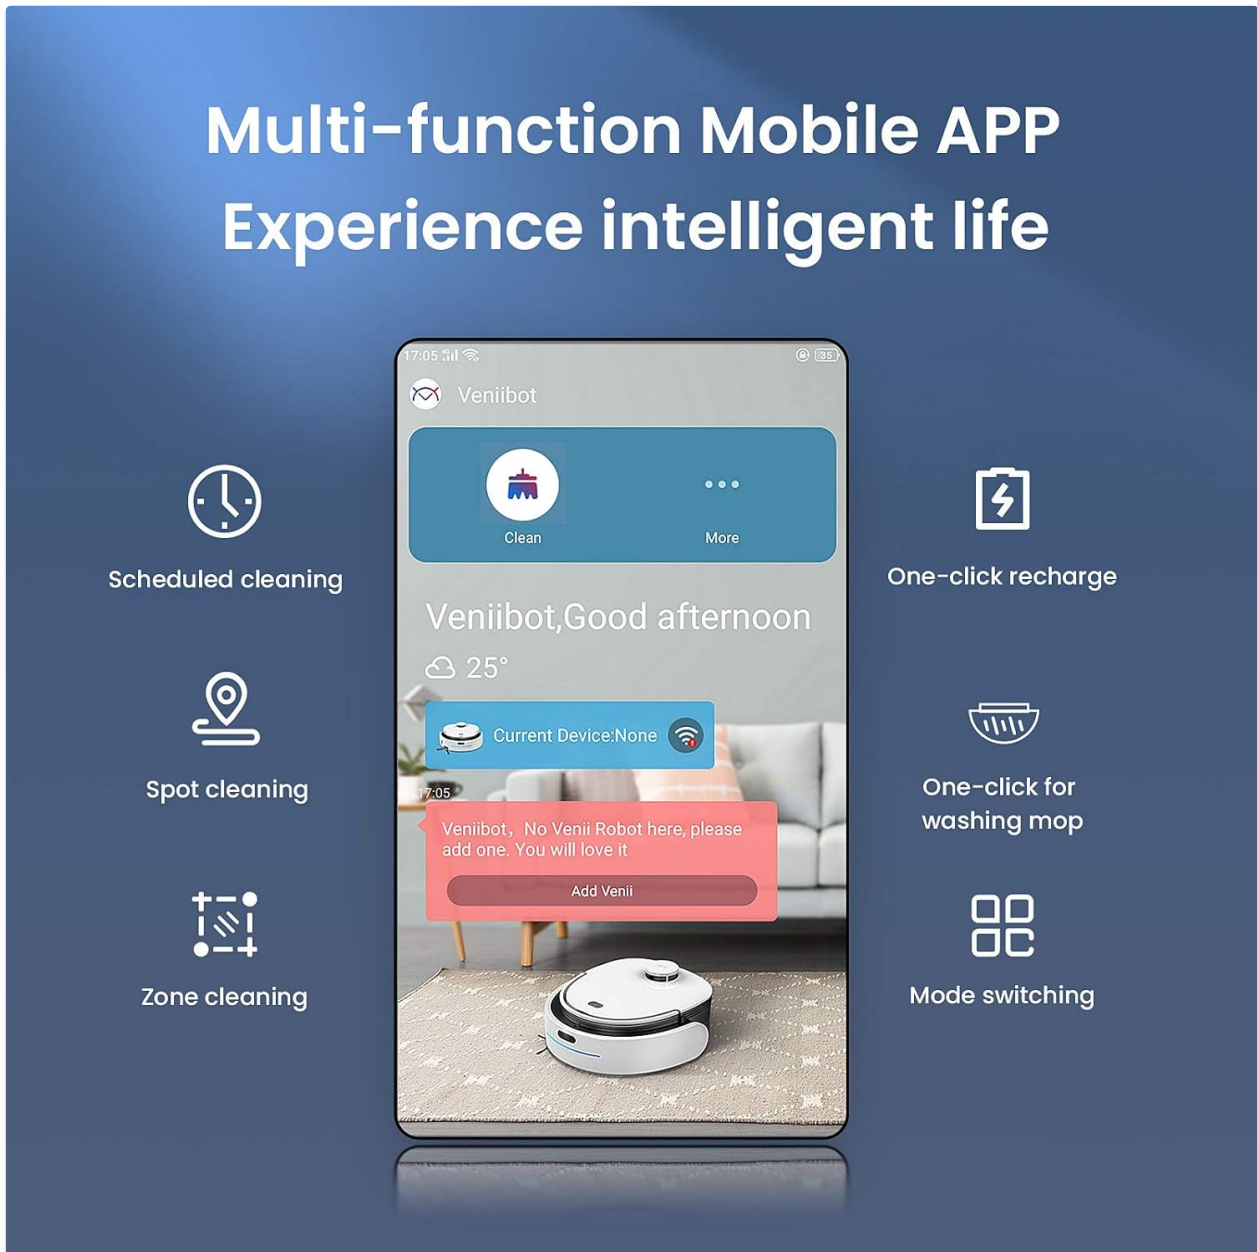 Multi-function Mobile APP
Experience intelligent life
17:05 4G
35
Veniibot
Clean
More
Veniibot,Good afternoon
25°
Current Device:None
17:05
Veniibot，No Venii Robot here, please
add one. You will love it
Add Venii
Scheduled cleaning
Spot cleaning
Zone cleaning
One-click recharge
One-click for
washing mop
Mode switching